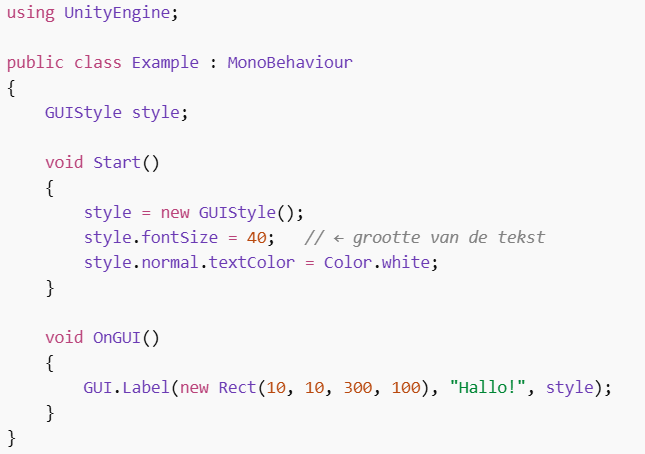 using UnityEngine;
public class Example : MonoBehaviour
{
    GUIStyle style;
    void Start()
    {
        style = new GUIStyle();
        style.fontSize = 40;   // ← grootte van de tekst
        style.normal.textColor = Color.white;
    }
    void OnGUI()
    {
        GUI.Label(new Rect(10, 10, 300, 100), "Hallo!", style);
    }
}